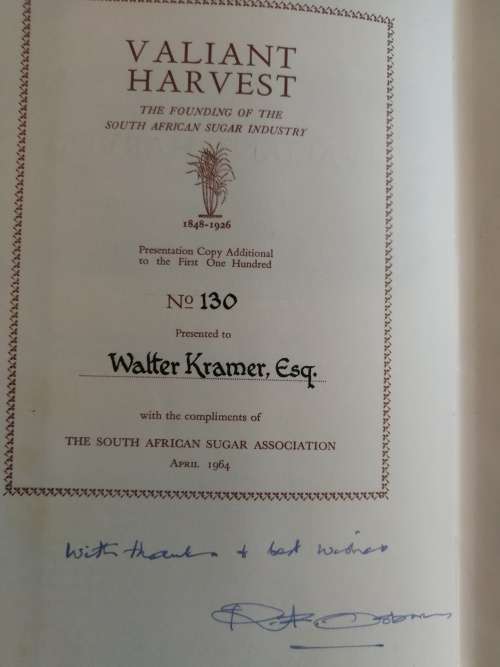 VALIANT
HARVEST
THE FOUNDING OF THE
SOUTH AFRICAN SUGAR INDUSTRY
1848-1926
Presentation Copy Additional
to the First One Hundred
No 130
Presented to
Walter Kramer, Esq.
with the compliments of
THE SOUTH AFRICAN SUGAR ASSOCIATION
APRIL 1964
With thanks & best wishes